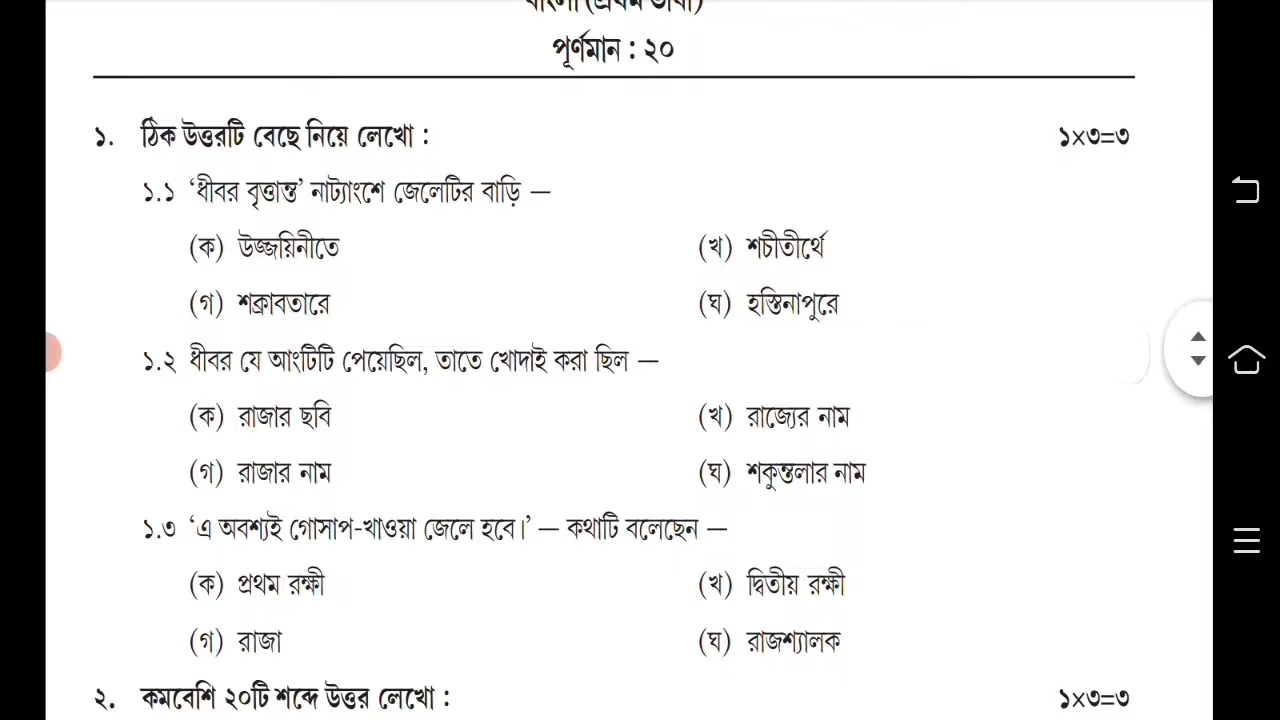 বাংলা (প্রথম ভাষা)
পূর্ণমান : ২০
১. ঠিক উত্তরটি বেছে নিয়ে লেখো : ১×৩=৩
১.১ ‘ধীবর বৃত্তান্ত’ নাট্যাংশে জেলেটির বাড়ি —
(ক) উজ্জয়িনীতে (খ) শচীতীর্থে
(গ) শক্রাবতারে (ঘ) হস্তিনাপুরে
১.২ ধীবর যে আংটিটি পেয়েছিল, তাতে খোদাই করা ছিল —
(ক) রাজার ছবি (খ) রাজ্যের নাম
(গ) রাজার নাম (ঘ) শকুন্তলার নাম
১.৩ ‘এ অবশ্যই গোসাপ-খাওয়া জেলে হবে।’ — কথাটি বলেছেন —
(ক) প্রথম রক্ষী (খ) দ্বিতীয় রক্ষী
(গ) রাজা (ঘ) রাজশ্যালক
২. কমবেশি ২০টি শব্দে উত্তর লেখো : ১×৩=৩